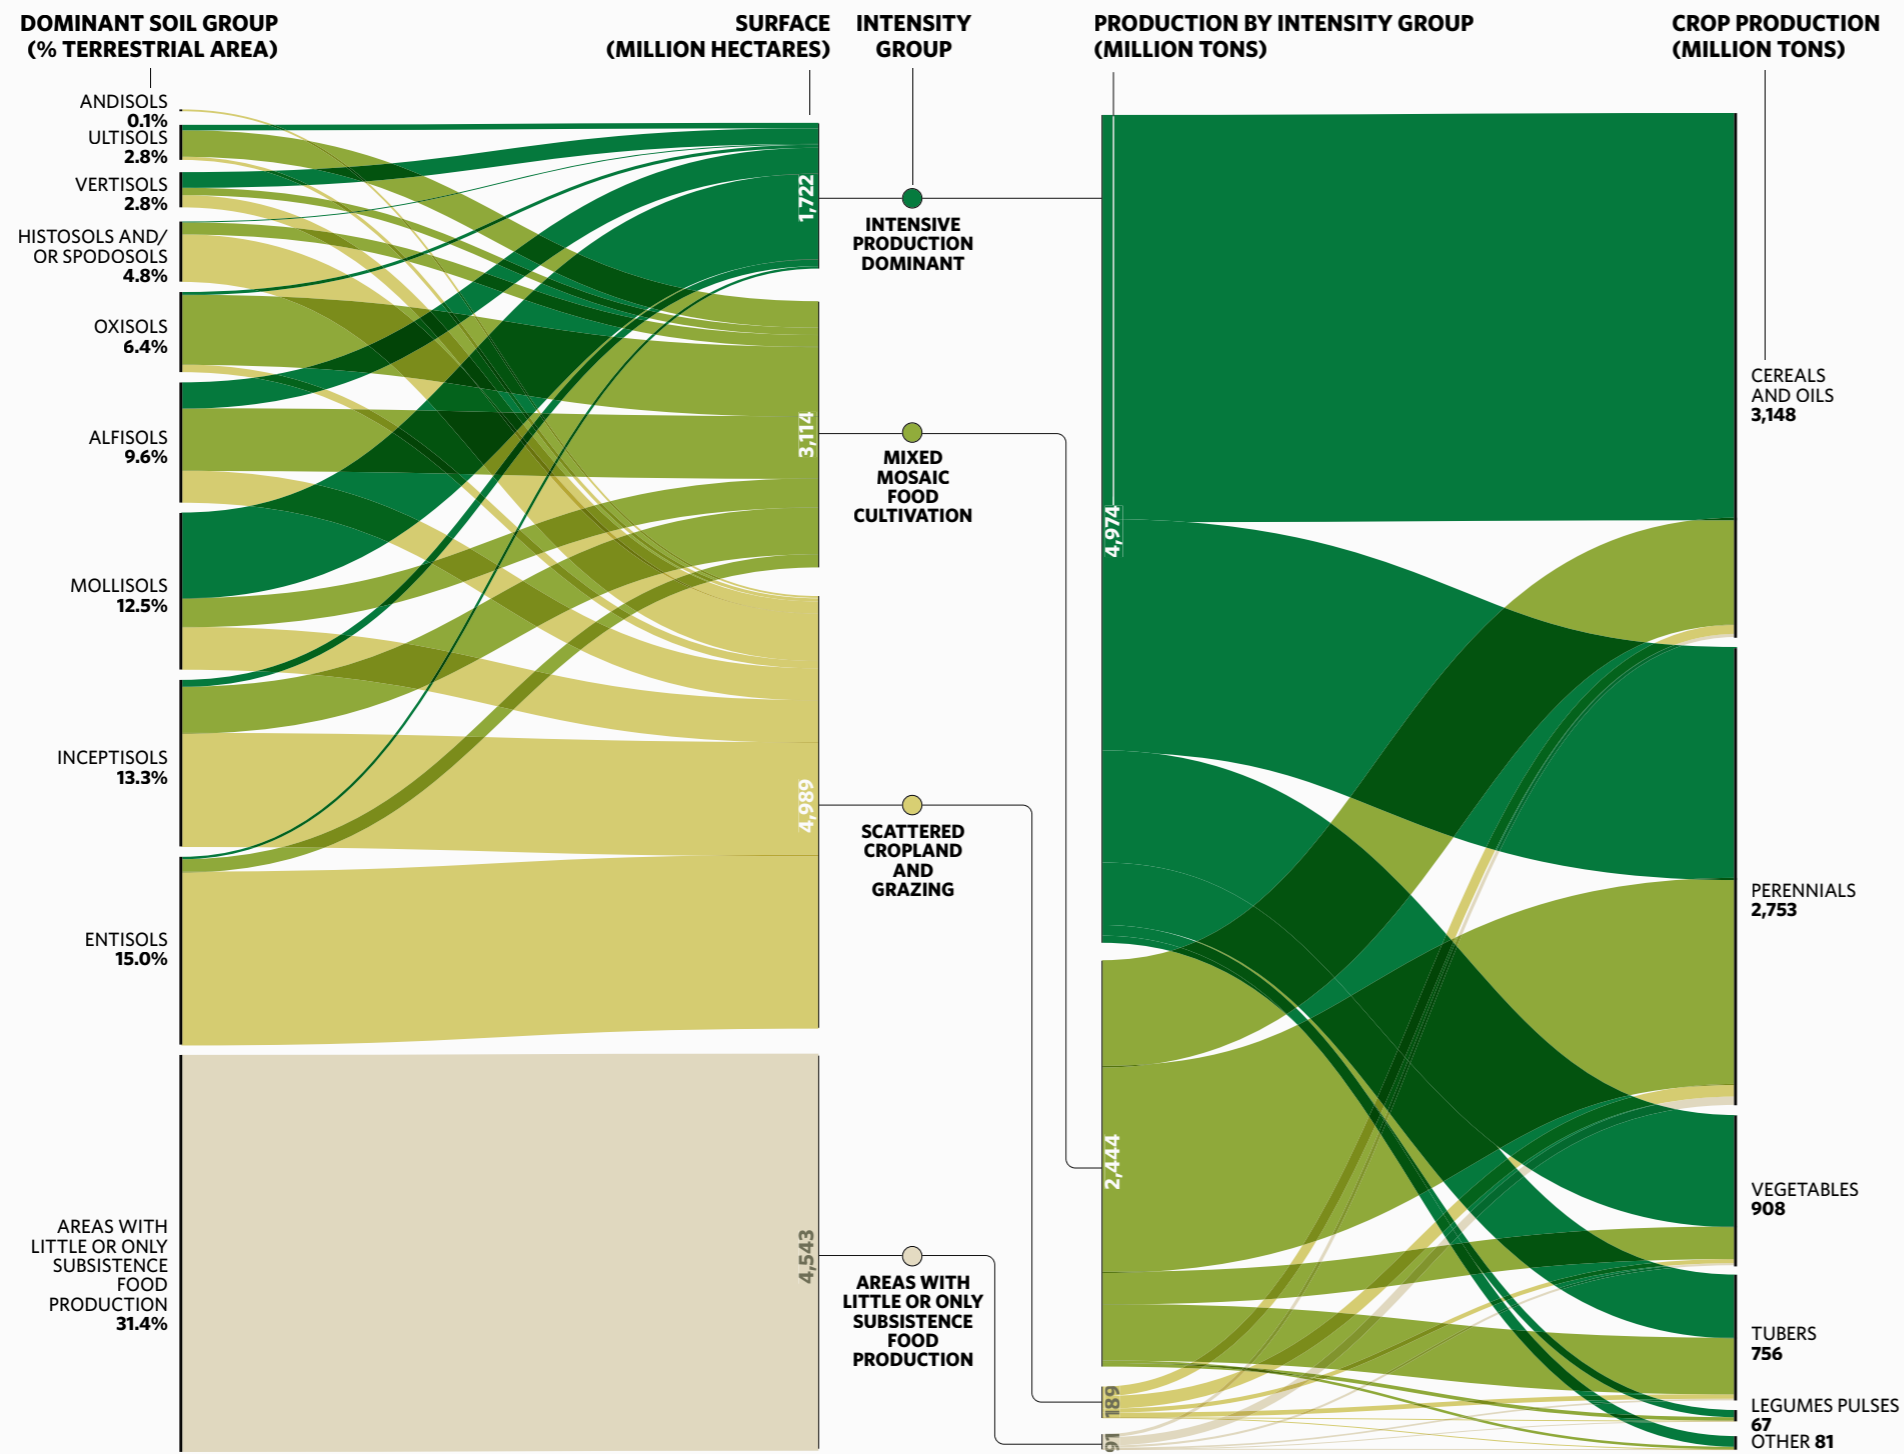 DOMINANT SOIL GROUP
(% TERRESTRIAL AREA)
SURFACE
(MILLION HECTARES)
INTENSITY
GROUP
PRODUCTION BY INTENSITY GROUP
(MILLION TONS)
CROP PRODUCTION
(MILLION TONS)
ANDISOLS
0.1%
ULTISOLS
2.8%
VERTISOLS
2.8%
HISTOSOLS AND/
OR SPODOSOLS
4.8%
OXISOLS
6.4%
ALFISOLS
9.6%
MOLLISOLS
12.5%
INCEPTISOLS
13.3%
ENTISOLS
15.0%
AREAS WITH
LITTLE OR ONLY
SUBSISTENCE
FOOD
PRODUCTION
31.4%
1,722
3,114
4,989
4,543
INTENSIVE
PRODUCTION
DOMINANT
MIXED
MOSAIC
FOOD
CULTIVATION
SCATTERED
CROPLAND
AND
GRAZING
AREAS WITH
LITTLE OR ONLY
SUBSISTENCE
FOOD
PRODUCTION
4,974
2,444
189
91
CEREALS
AND OILS
3,148
PERENNIALS
2,753
VEGETABLES
908
TUBERS
756
LEGUMES PULSES
67
OTHER 81